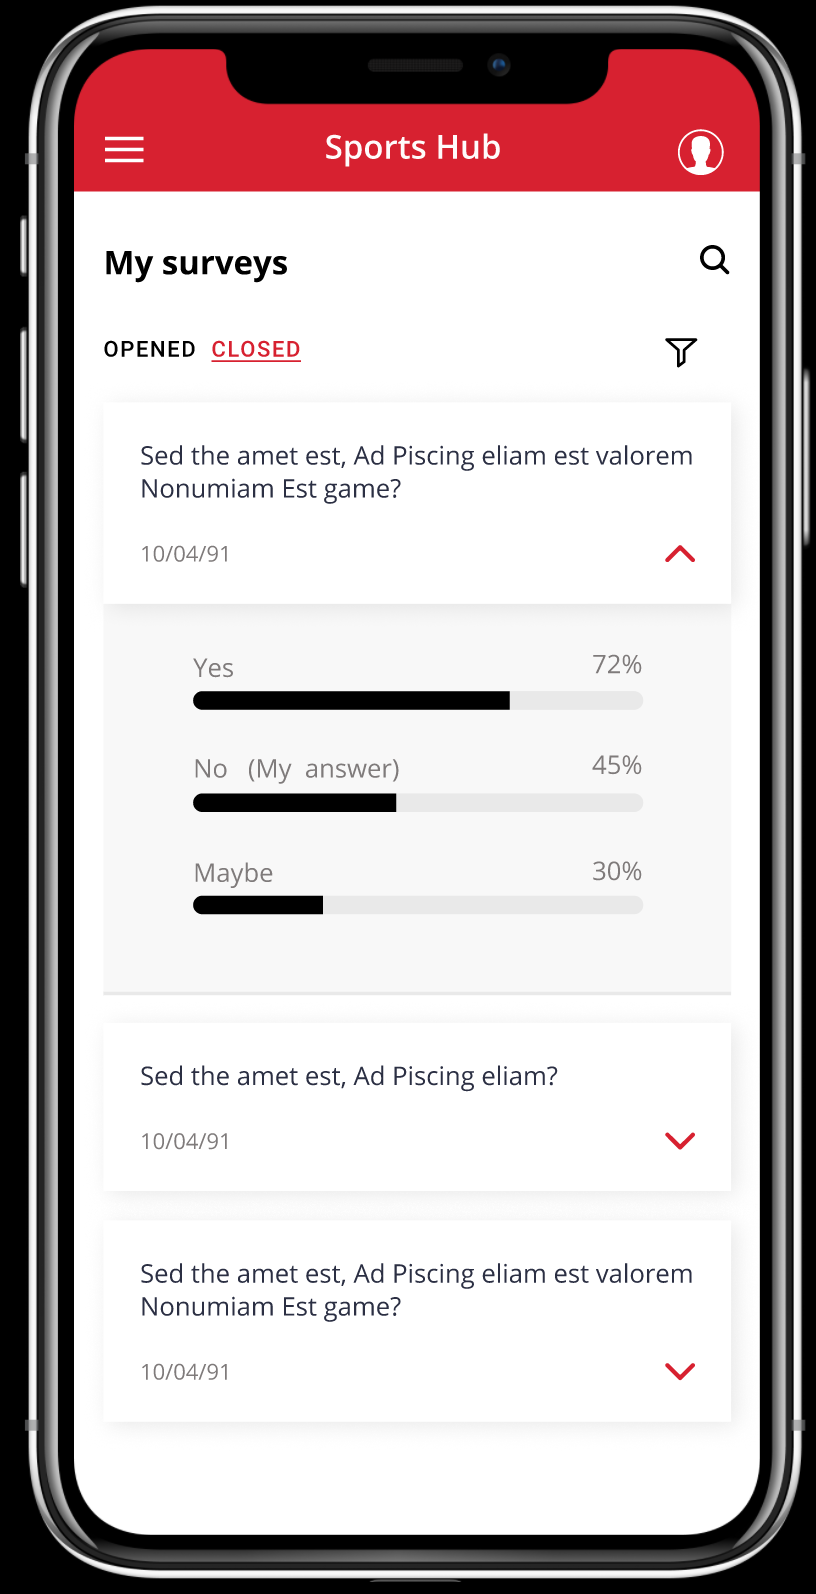 Sports Hub
My surveys
OPENED CLOSED
Sed the amet est, Ad Piscing eliam est valorem
Nonumiam Est game?
10/04/91
Yes 72%
No (My answer) 45%
Maybe 30%
Sed the amet est, Ad Piscing eliam?
10/04/91
Sed the amet est, Ad Piscing eliam est valorem
Nonumiam Est game?
10/04/91